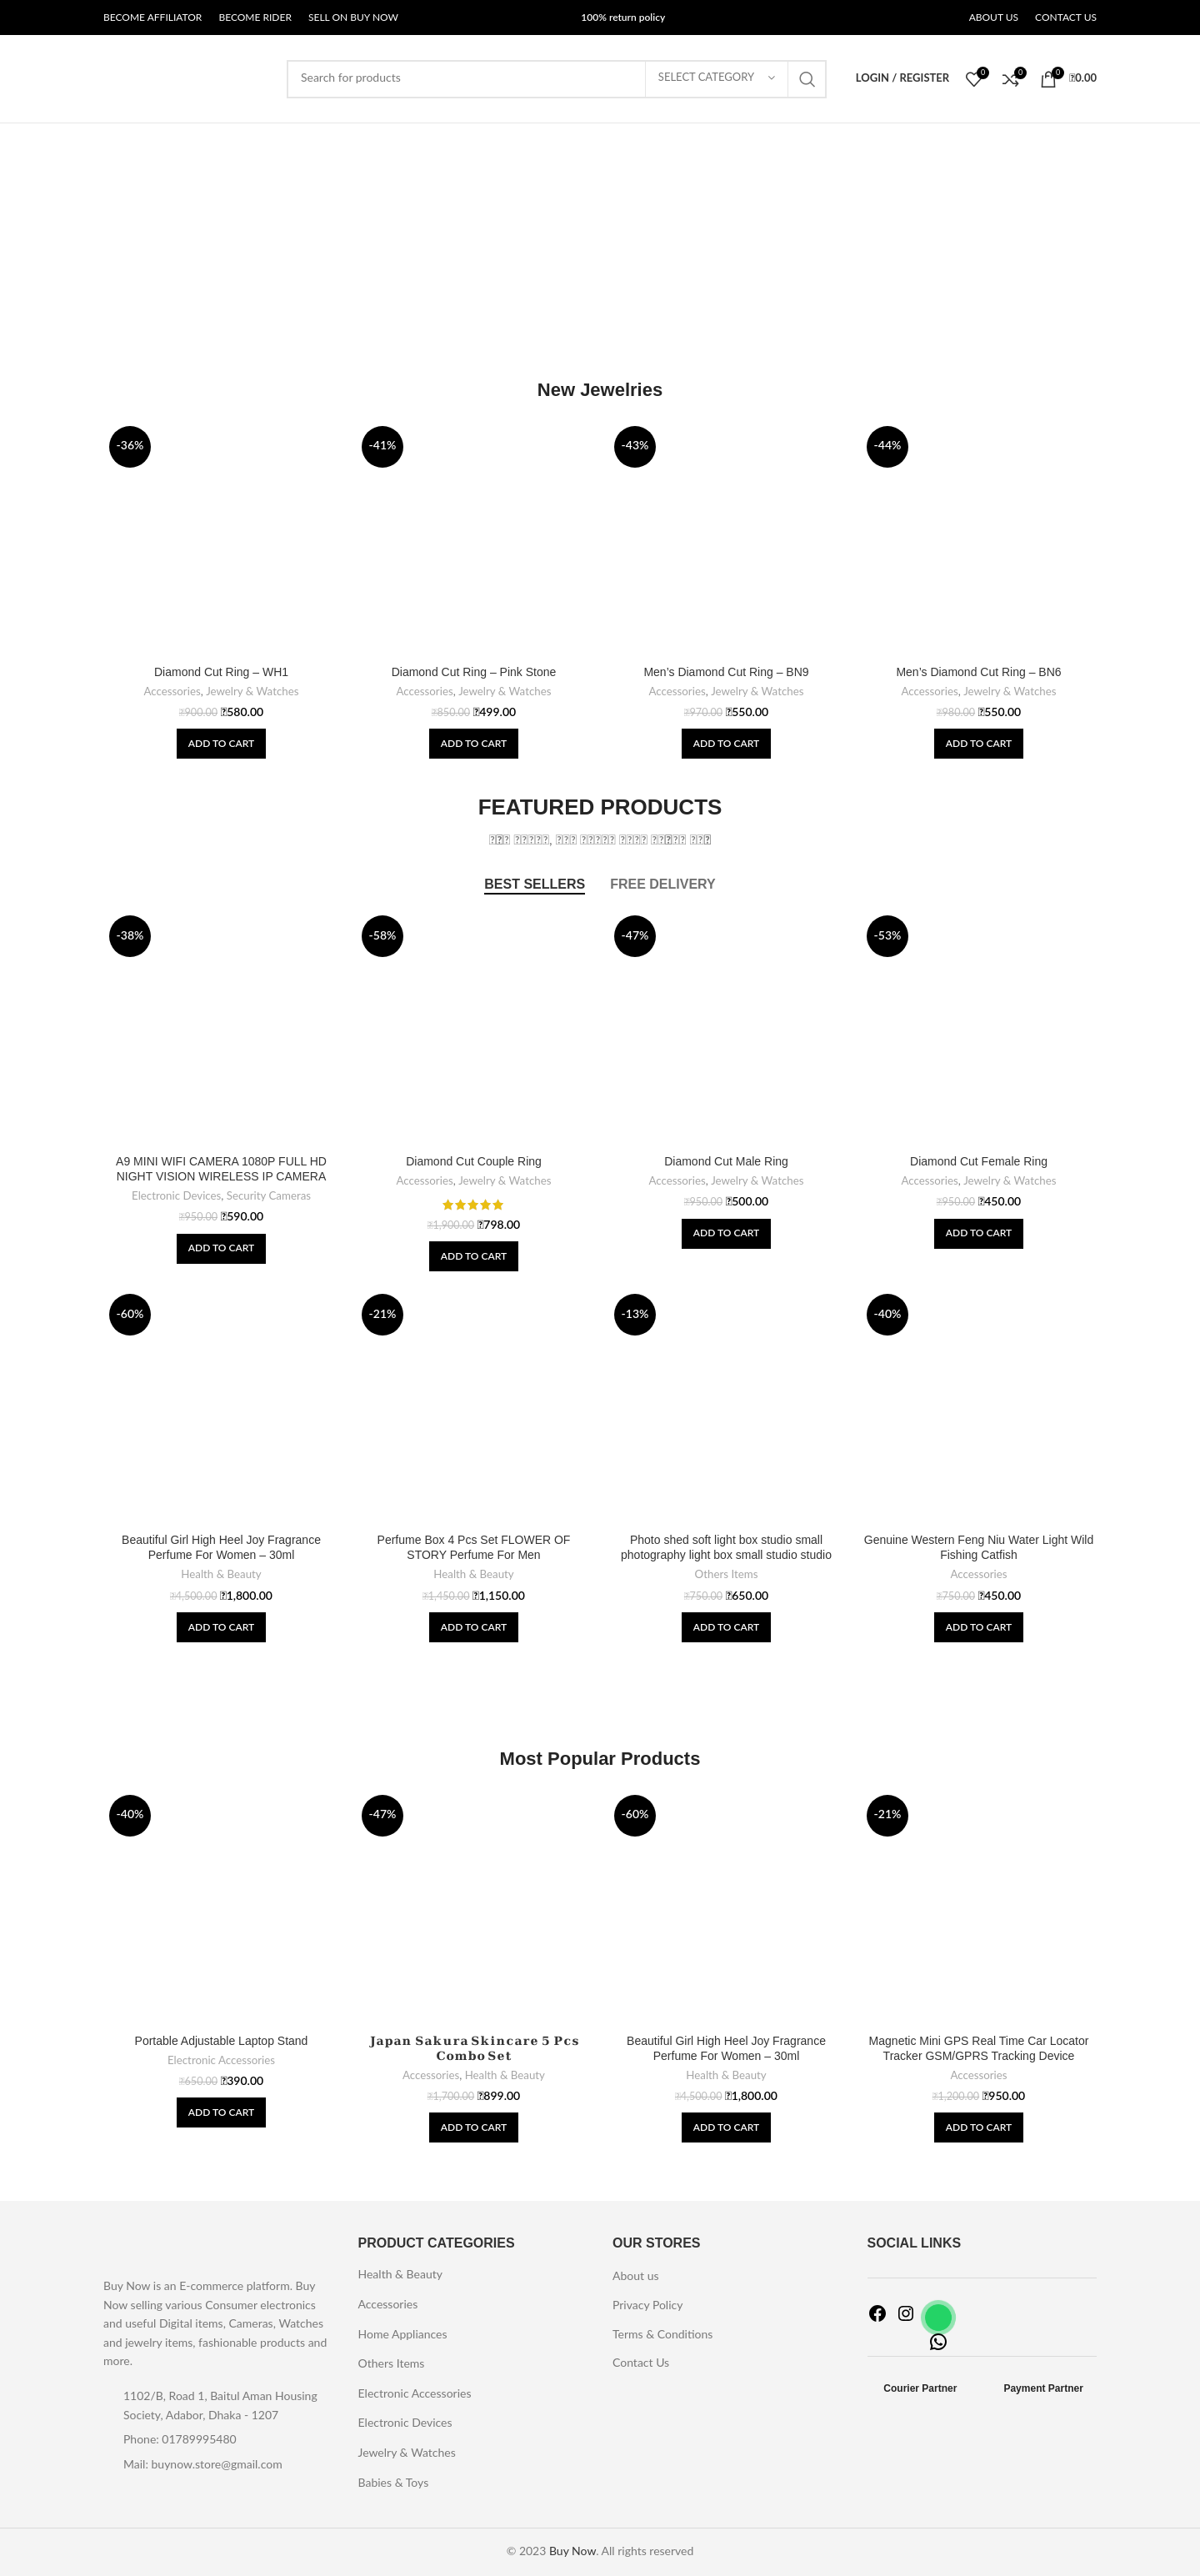 BECOME AFFILIATOR BECOME RIDER SELL ON BUY NOW 100% return policy ABOUT US CONTACT US
Search for products SELECT CATEGORY LOGIN / REGISTER 0 0 0 0.00
New Jewelries
-36% -41% -43% -44%
Diamond Cut Ring – WH1 Diamond Cut Ring – Pink Stone Men's Diamond Cut Ring – BN9 Men's Diamond Cut Ring – BN6
Accessories, Jewelry & Watches Accessories, Jewelry & Watches Accessories, Jewelry & Watches Accessories, Jewelry & Watches
900.00 580.00 850.00 499.00 970.00 550.00 980.00 550.00
ADD TO CART ADD TO CART ADD TO CART ADD TO CART
FEATURED PRODUCTS
BEST SELLERS FREE DELIVERY
-38% -58% -47% -53%
A9 MINI WIFI CAMERA 1080P FULL HD
NIGHT VISION WIRELESS IP CAMERA
Electronic Devices, Security Cameras
950.00 590.00
ADD TO CART
Diamond Cut Couple Ring
Accessories, Jewelry & Watches
1,900.00 798.00
ADD TO CART
Diamond Cut Male Ring
Accessories, Jewelry & Watches
950.00 500.00
ADD TO CART
Diamond Cut Female Ring
Accessories, Jewelry & Watches
950.00 450.00
ADD TO CART
-60% -21% -13% -40%
Beautiful Girl High Heel Joy Fragrance
Perfume For Women – 30ml
Health & Beauty
4,500.00 1,800.00
ADD TO CART
Perfume Box 4 Pcs Set FLOWER OF
STORY Perfume For Men
Health & Beauty
1,450.00 1,150.00
ADD TO CART
Photo shed soft light box studio small
photography light box small studio studio
Others Items
750.00 650.00
ADD TO CART
Genuine Western Feng Niu Water Light Wild
Fishing Catfish
Accessories
750.00 450.00
ADD TO CART
Most Popular Products
-40% -47% -60% -21%
Portable Adjustable Laptop Stand
Electronic Accessories
650.00 390.00
ADD TO CART
Japan Sakura Skincare 5 Pcs
Combo Set
Accessories, Health & Beauty
1,700.00 899.00
ADD TO CART
Beautiful Girl High Heel Joy Fragrance
Perfume For Women – 30ml
Health & Beauty
4,500.00 1,800.00
ADD TO CART
Magnetic Mini GPS Real Time Car Locator
Tracker GSM/GPRS Tracking Device
Accessories
1,200.00 950.00
ADD TO CART
Buy Now is an E-commerce platform. Buy
Now selling various Consumer electronics
and useful Digital items, Cameras, Watches
and jewelry items, fashionable products and
more.
1102/B, Road 1, Baitul Aman Housing
Society, Adabor, Dhaka - 1207
Phone: 01789995480
Mail: buynow.store@gmail.com
PRODUCT CATEGORIES
Health & Beauty
Accessories
Home Appliances
Others Items
Electronic Accessories
Electronic Devices
Jewelry & Watches
Babies & Toys
OUR STORES
About us
Privacy Policy
Terms & Conditions
Contact Us
SOCIAL LINKS
Courier Partner Payment Partner
© 2023 Buy Now. All rights reserved